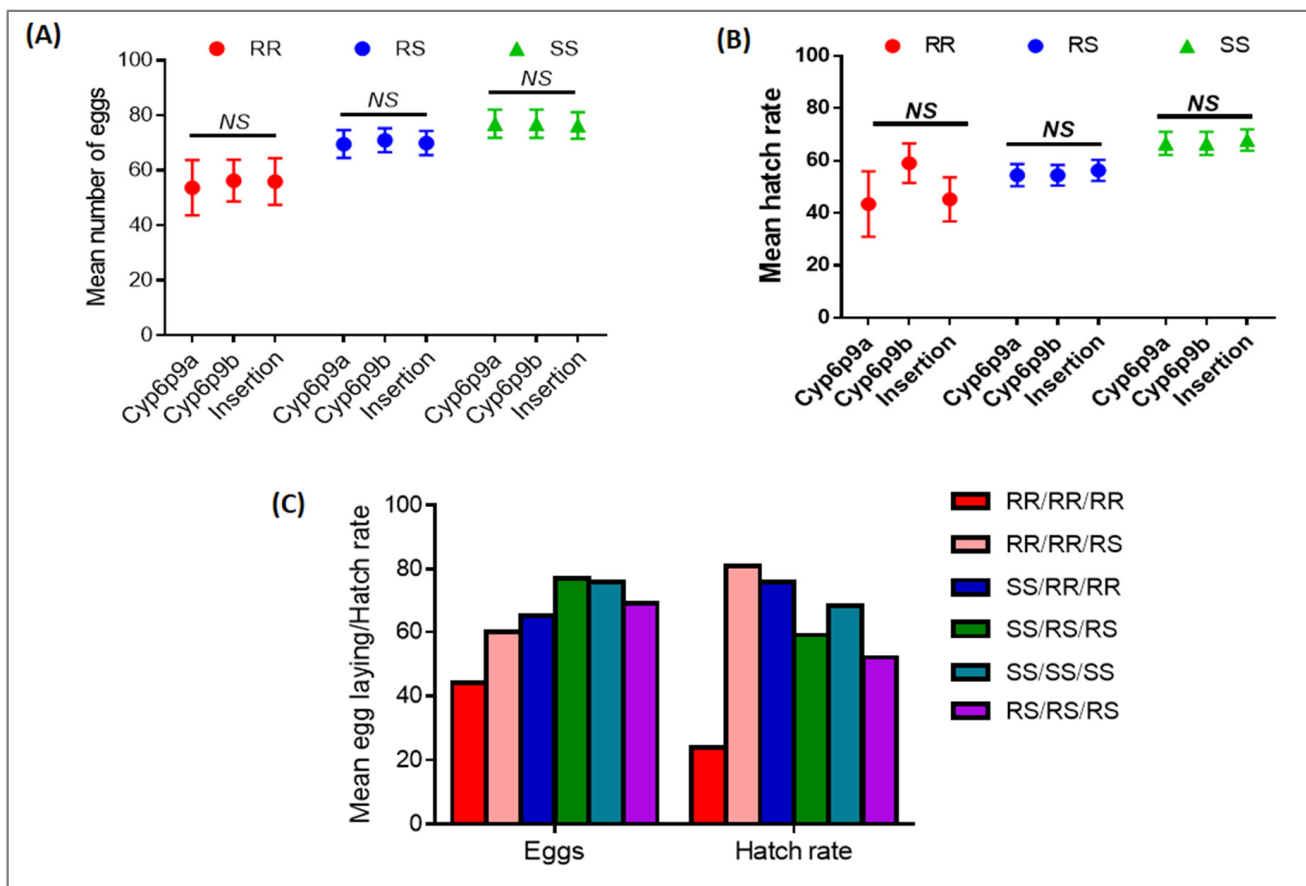 (A)
RR RS SS
Mean number of eggs
100
80
60
40
20
0
NS
NS
NS
Cyp6p9a
Cyp6p9b
Insertion
Cyp6p9a
Cyp6p9b
Insertion
Cyp6p9a
Cyp6p9b
Insertion
(B)
RR RS SS
Mean hatch rate
100
80
60
40
20
0
NS
NS
NS
Cyp6p9a
Cyp6p9b
Insertion
Cyp6p9a
Cyp6p9b
Insertion
Cyp6p9a
Cyp6p9b
Insertion
(C)
Mean egg laying/Hatch rate
100
80
60
40
20
0
Eggs Hatch rate
RR/RR/RR
RR/RR/RS
SS/RR/RR
SS/RS/RS
SS/SS/SS
RS/RS/RS